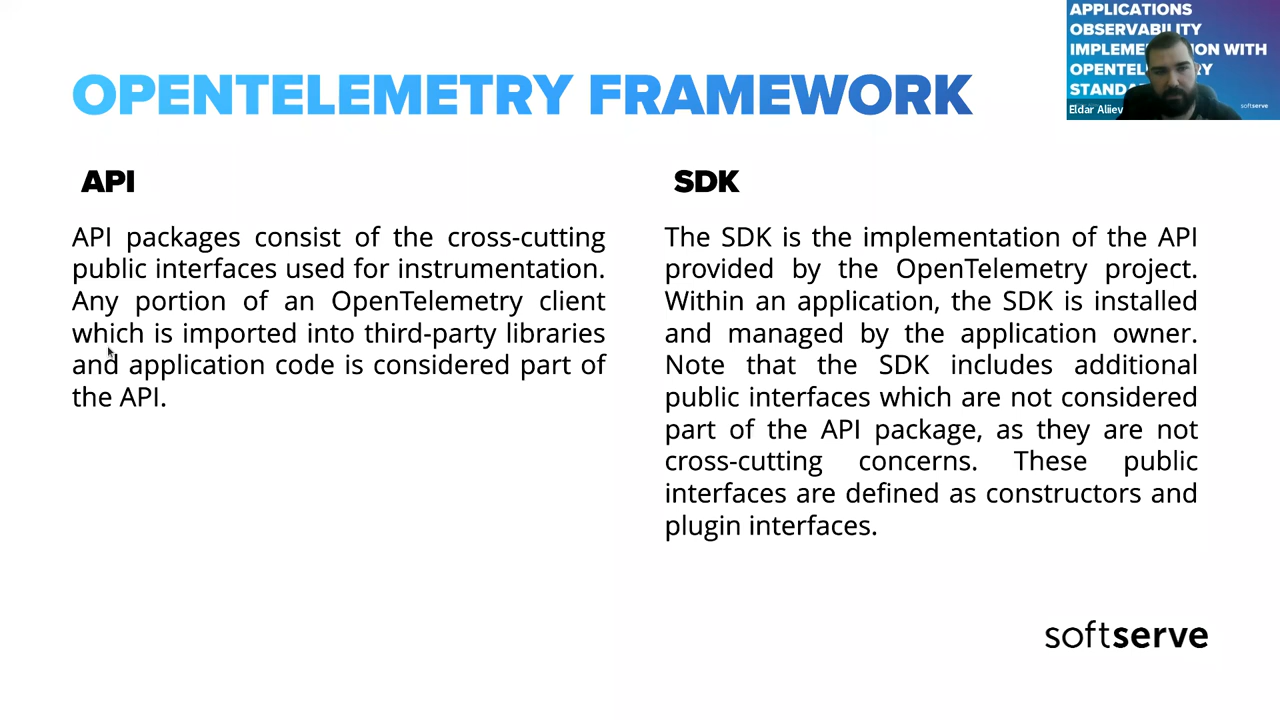 OPENTELEMETRY FRAMEWORK
API
API packages consist of the cross-cutting
public interfaces used for instrumentation.
Any portion of an OpenTelemetry client
which is imported into third-party libraries
and application code is considered part of
the API.
SDK
The SDK is the implementation of the API
provided by the OpenTelemetry project.
Within an application, the SDK is installed
and managed by the application owner.
Note that the SDK includes additional
public interfaces which are not considered
part of the API package, as they are not
cross-cutting concerns. These public
interfaces are defined as constructors and
plugin interfaces.
softserve
APPLICATIONS
OBSERVABILITY
WITH
Eldar Aliiev
softserve